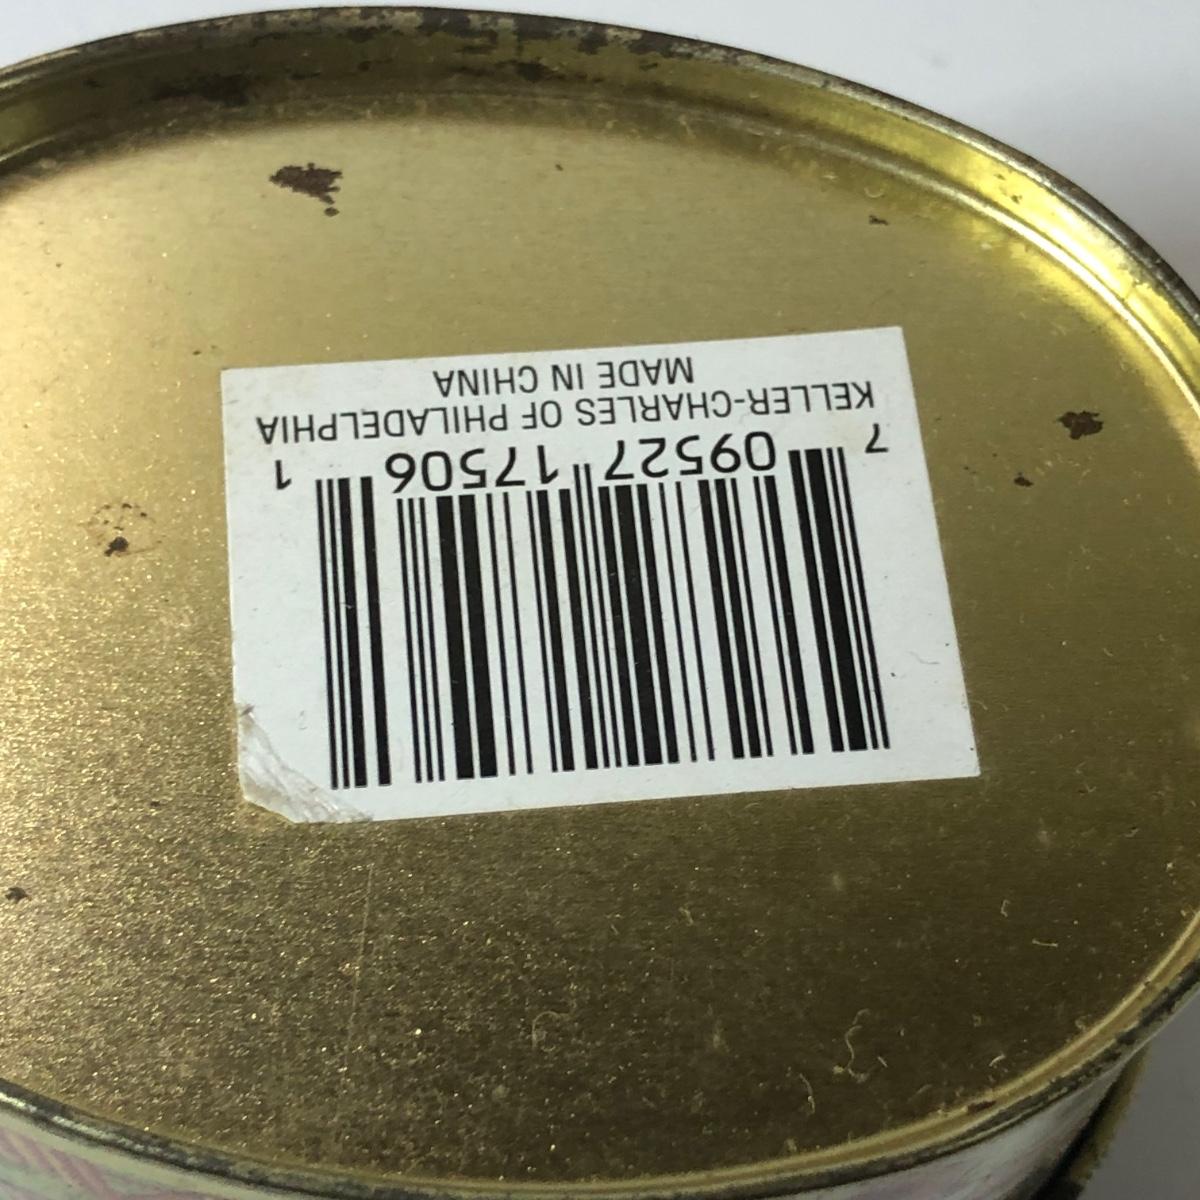 7 09527 17506 1
KELLER-CHARLES OF PHILADELPHIA
MADE IN CHINA